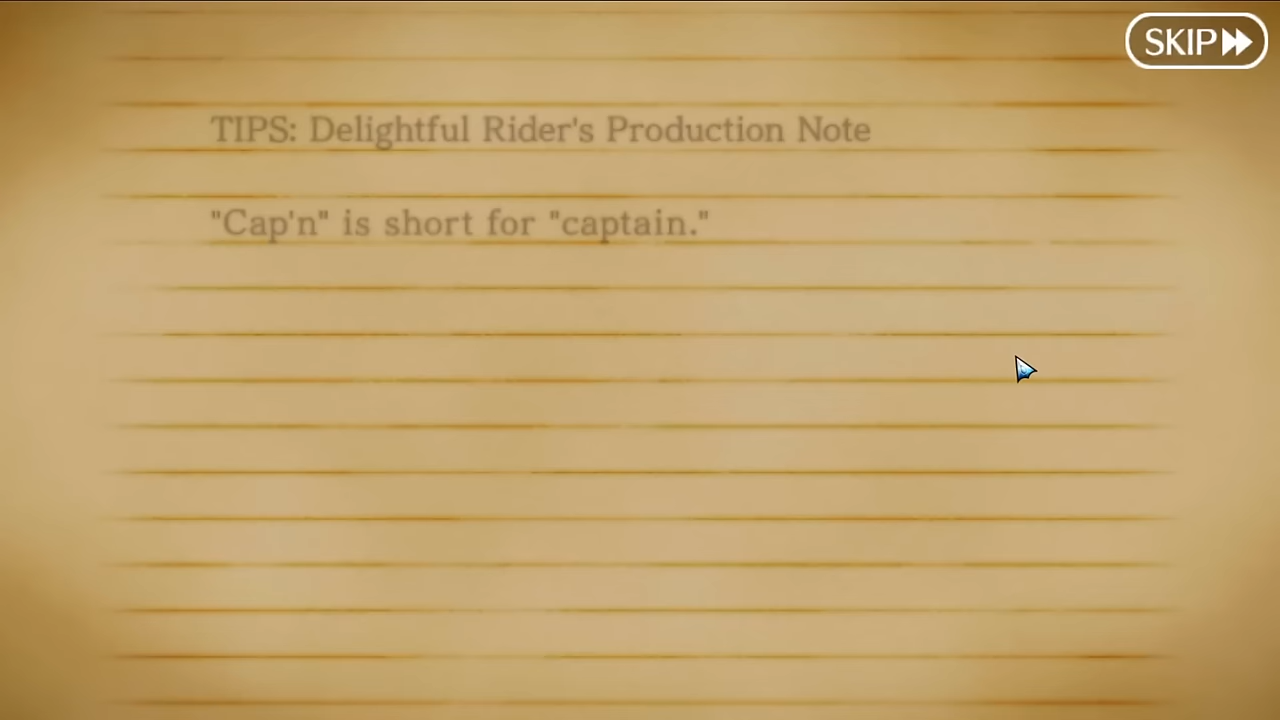 SKIP
TIPS: Delightful Rider's Production Note
"Cap'n" is short for "captain."